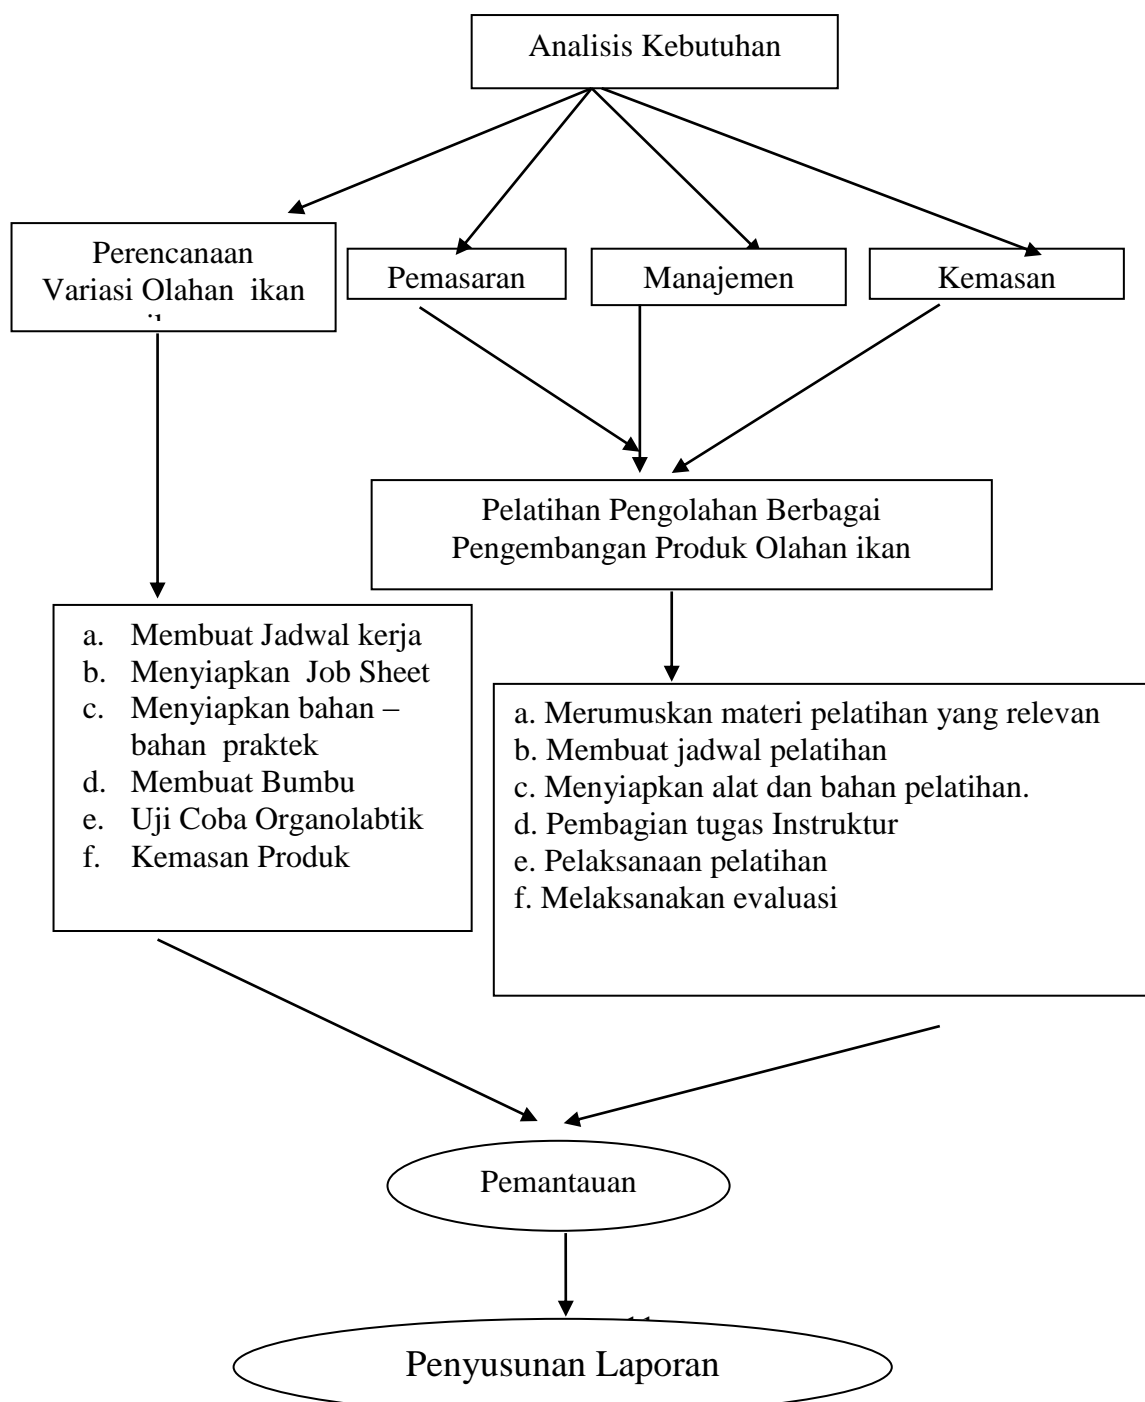 Analisis Kebutuhan
Perencanaan
Variasi Olahan ikan
Pemasaran
Manajemen
Kemasan
Pelatihan Pengolahan Berbagai
Pengembangan Produk Olahan ikan
a. Membuat Jadwal kerja
b. Menyiapkan Job Sheet
c. Menyiapkan bahan –
bahan praktek
d. Membuat Bumbu
e. Uji Coba Organolabtik
f. Kemasan Produk
a. Merumuskan materi pelatihan yang relevan
b. Membuat jadwal pelatihan
c. Menyiapkan alat dan bahan pelatihan.
d. Pembagian tugas Instruktur
e. Pelaksanaan pelatihan
f. Melaksanakan evaluasi
Pemantauan
Penyusunan Laporan